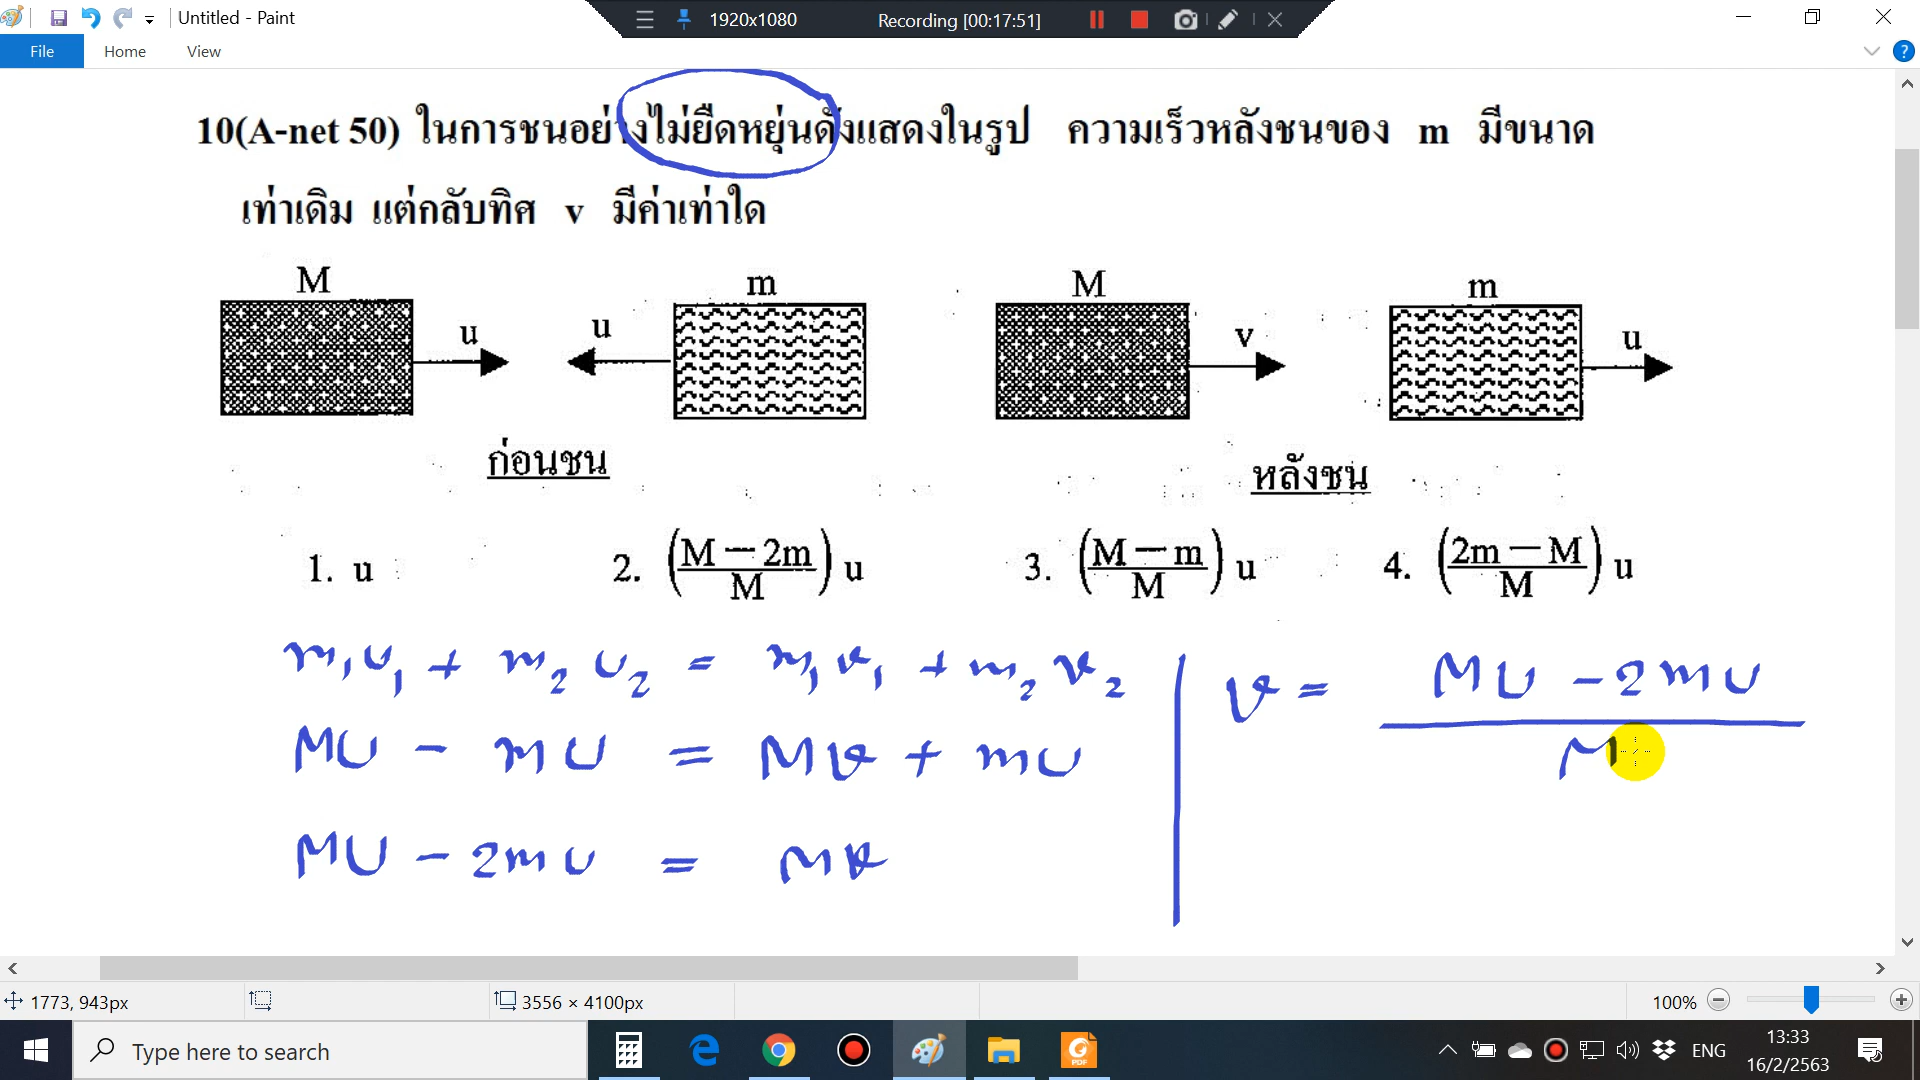 Untitled - Paint
1920x1080
Recording [00:17:51]
File
Home
View
10(A-net 50) ในการชนอย่างไม่ยืดหยุ่นดังแสดงในรูป ความเร็วหลังชนของ m มีขนาด
เท่าเดิม แต่กลับทิศ v มีค่าเท่าใด
M
m
M
m
u
u
v
u
ก่อนชน
หลังชน
1. u
2. (M − 2m / M) u
3. (M − m / M) u
4. (2m − M / M) u
m₁u₁ + m₂u₂ = m₁v₁ + m₂v₂
Mu - mu = Mv + mu
Mu - 2mu = Mv
v = Mu - 2mu
M
1773, 943px
3556 × 4100px
100%
Type here to search
ENG
13:33
16/2/2563